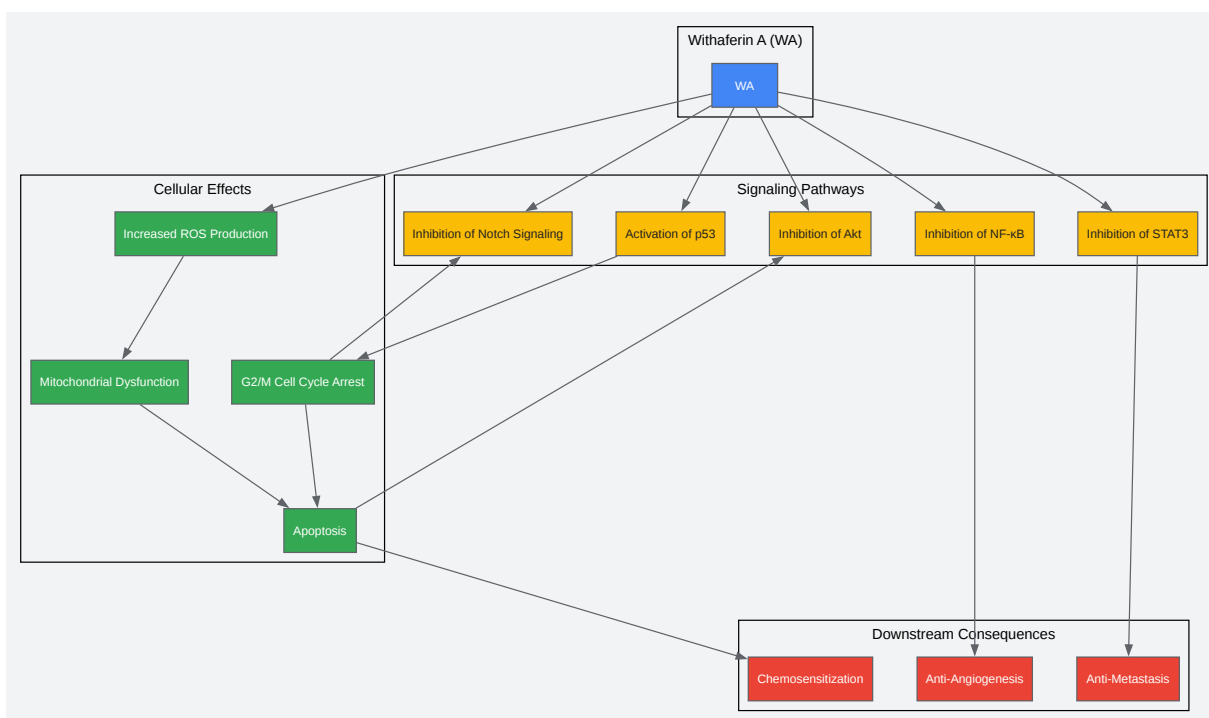 Withaferin A (WA)
WA
Cellular Effects
Signaling Pathways
Increased ROS Production
Inhibition of Notch Signaling
Activation of p53
Inhibition of Akt
Inhibition of NF-κB
Inhibition of STAT3
Mitochondrial Dysfunction
G2/M Cell Cycle Arrest
Apoptosis
Downstream Consequences
Chemosensitization
Anti-Angiogenesis
Anti-Metastasis